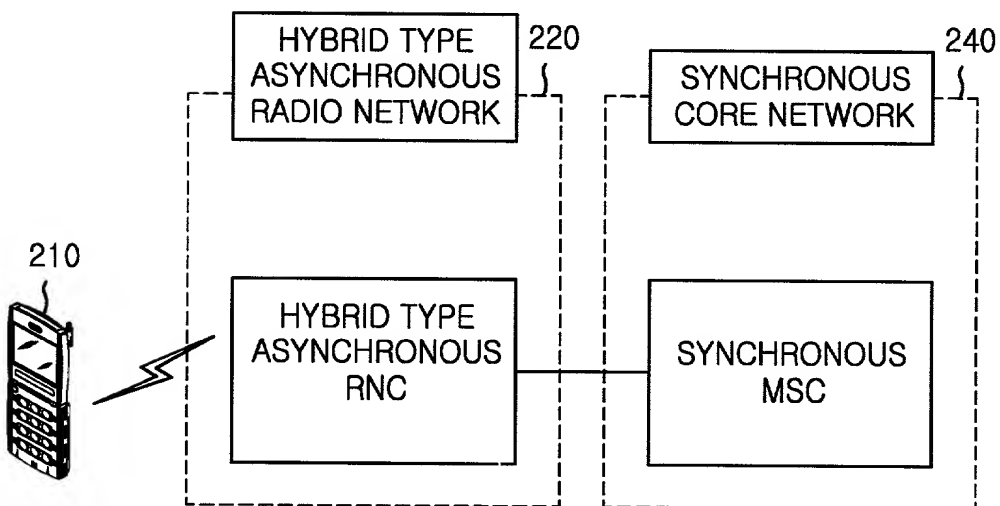 HYBRID TYPE
ASYNCHRONOUS
RADIO NETWORK
220
SYNCHRONOUS
CORE NETWORK
240
210
HYBRID TYPE
ASYNCHRONOUS
RNC
SYNCHRONOUS
MSC